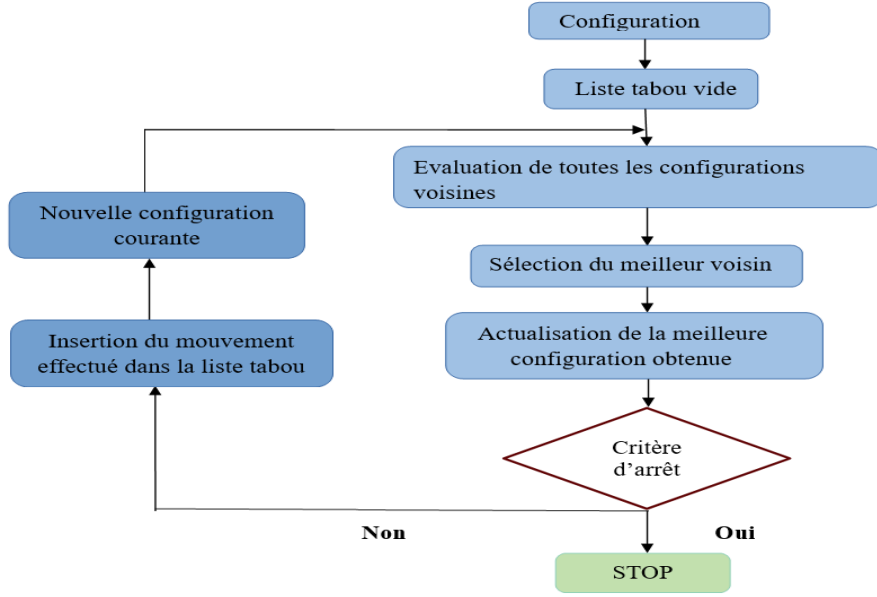 Configuration
Liste tabou vide
Evaluation de toutes les configurations
voisines
Nouvelle configuration
courante
Sélection du meilleur voisin
Insertion du mouvement
effectué dans la liste tabou
Actualisation de la meilleure
configuration obtenue
Critère
d'arrêt
Non
Oui
STOP